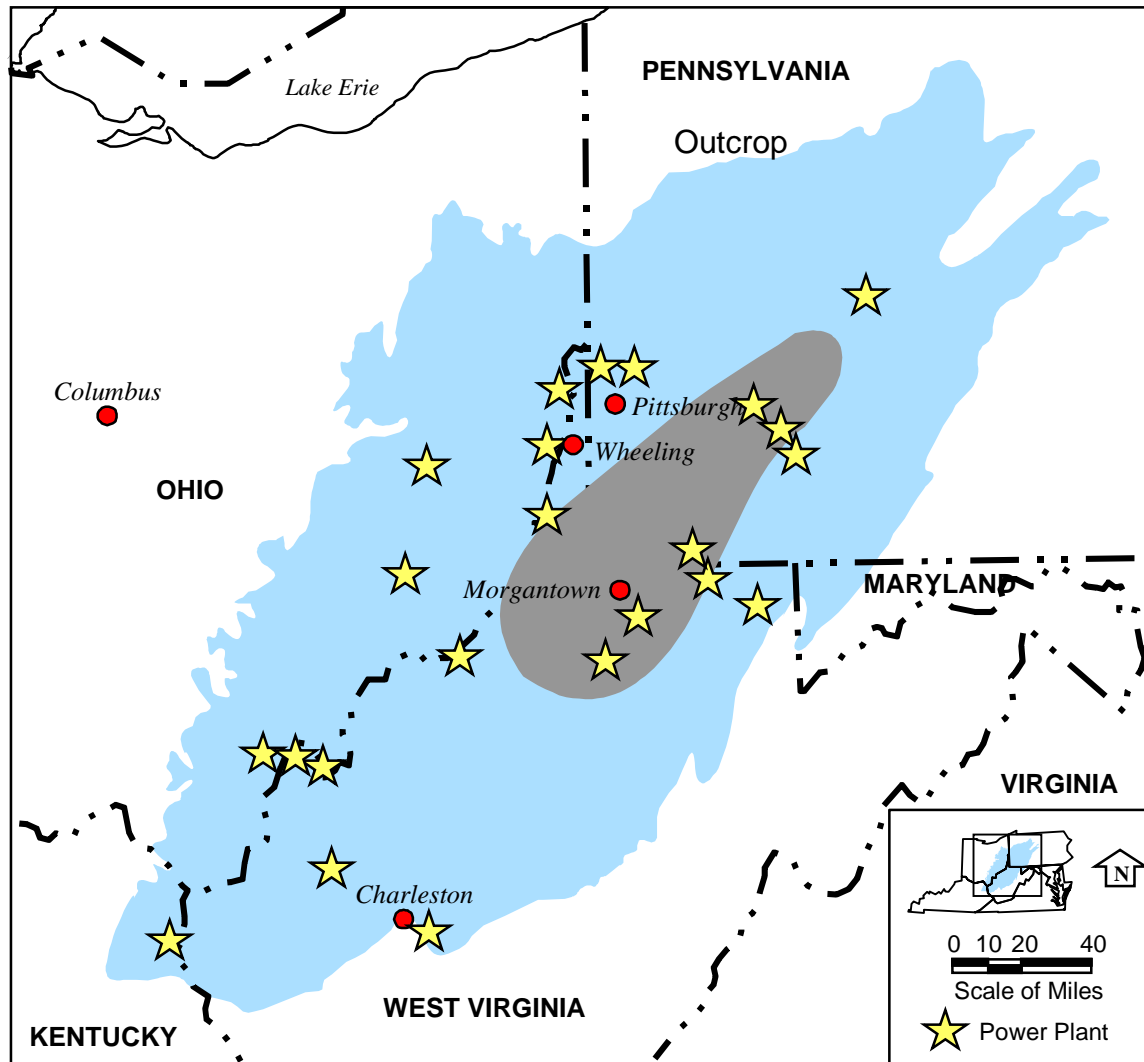 PENNSYLVANIA
Lake Erie
Outcrop
Columbus
Pittsburgh
Wheeling
OHIO
Morgantown
MARYLAND
VIRGINIA
Charleston
WEST VIRGINIA
KENTUCKY
N
0 10 20 40
Scale of Miles
Power Plant